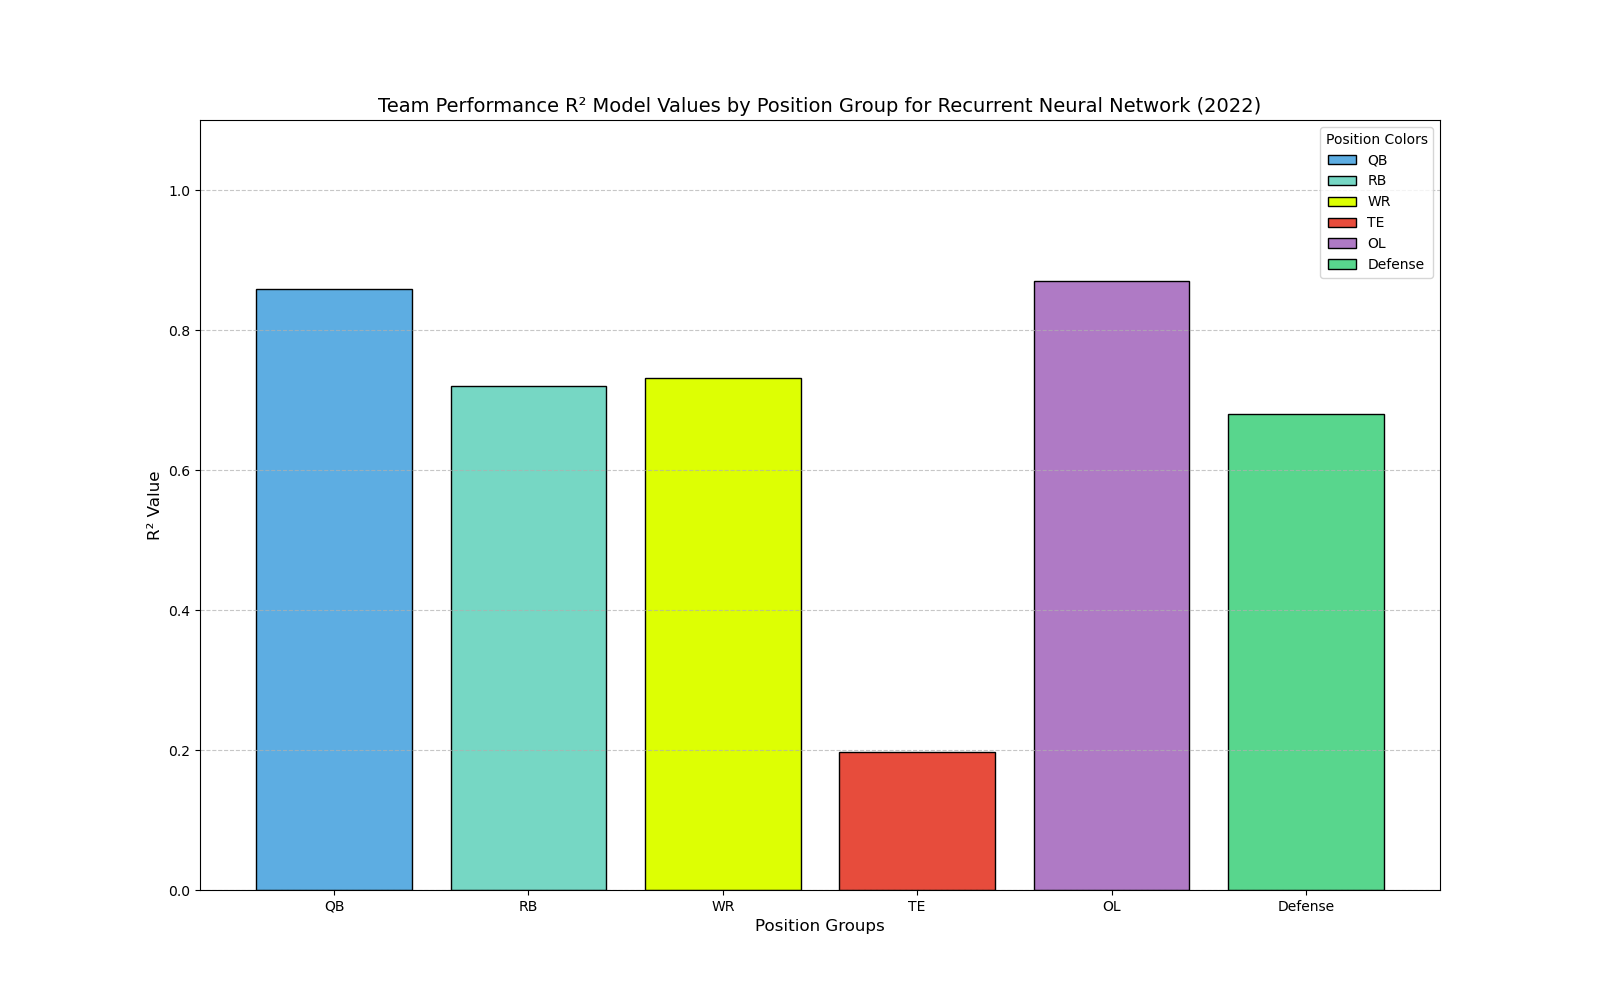 Team Performance R² Model Values by Position Group for Recurrent Neural Network (2022)
Position Colors
QB
RB
WR
TE
OL
Defense
R² Value
1.0
0.8
0.6
0.4
0.2
0.0
QB RB WR TE OL Defense
Position Groups